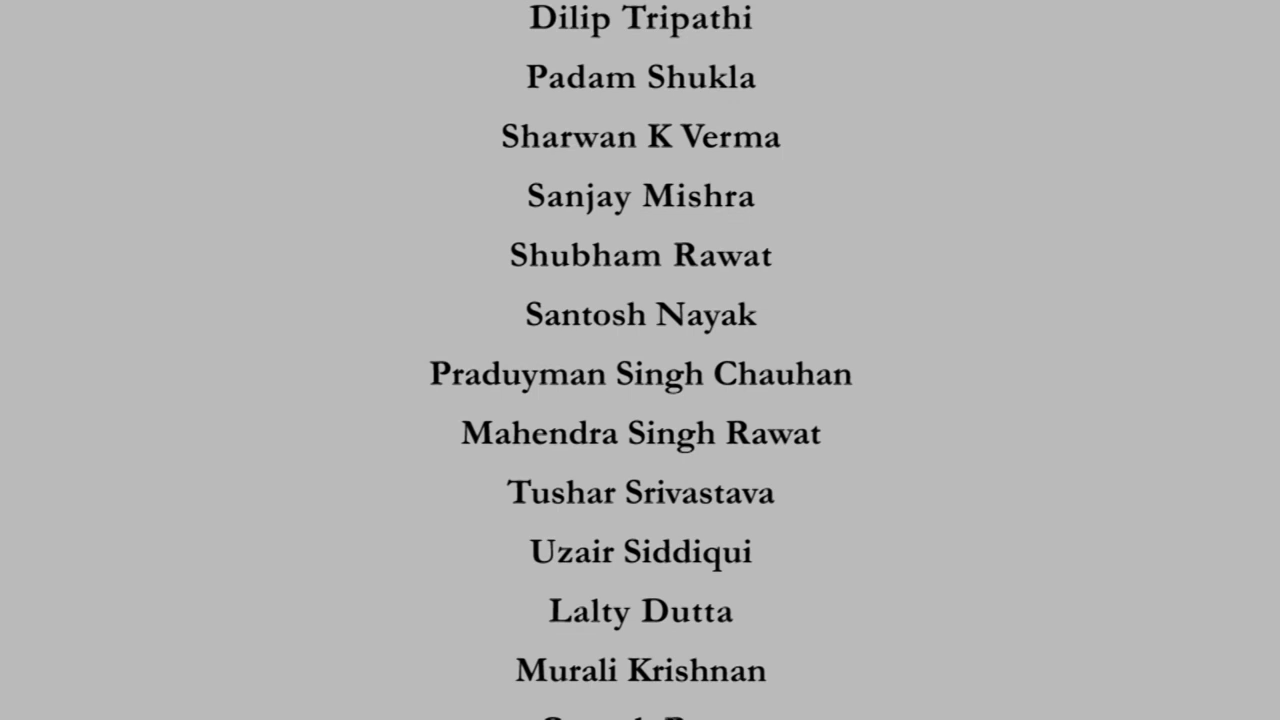 Dilip Tripathi
Padam Shukla
Sharwan K Verma
Sanjay Mishra
Shubham Rawat
Santosh Nayak
Praduyman Singh Chauhan
Mahendra Singh Rawat
Tushar Srivastava
Uzair Siddiqui
Lalty Dutta
Murali Krishnan